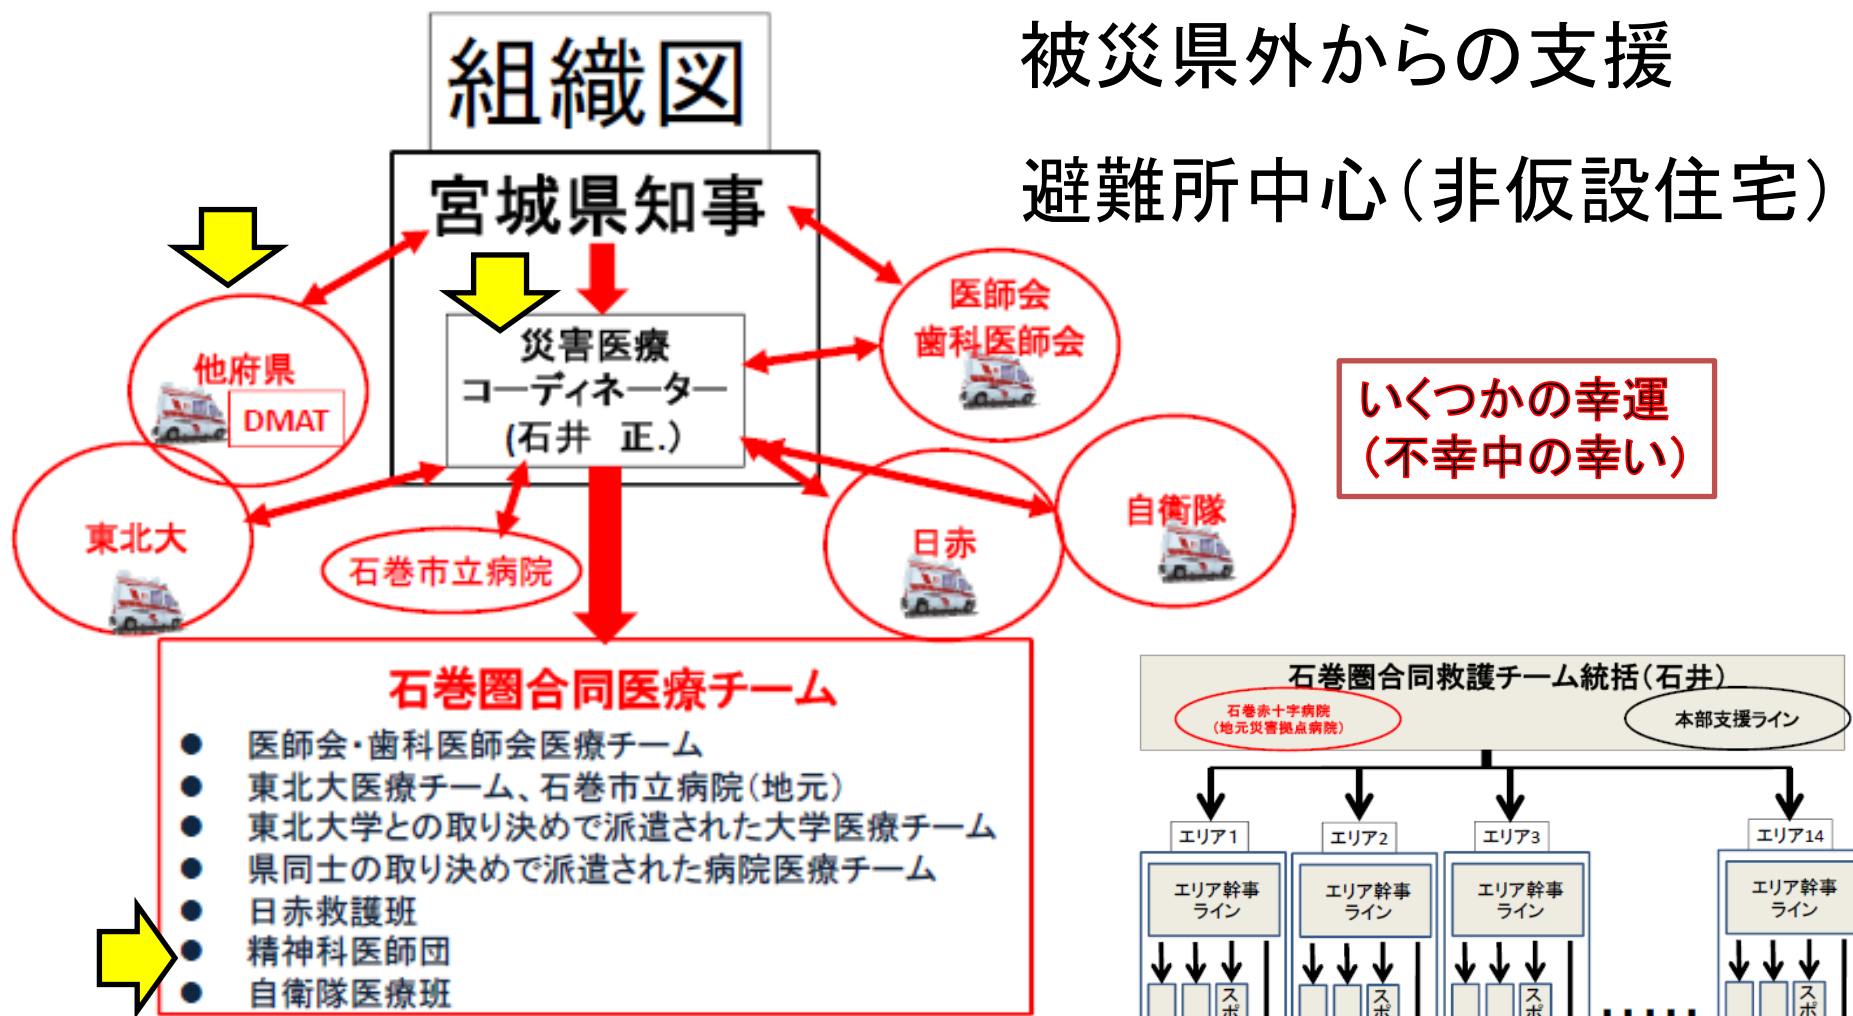 組織図
被災県外からの支援
避難所中心（非仮設住宅）
宮城県知事
災害医療
コーディネーター
(石井　正.）
他府県
DMAT
医師会
歯科医師会
いくつかの幸運
（不幸中の幸い）
東北大
石巻市立病院
日赤
自衛隊
石巻圏合同医療チーム
● 医師会・歯科医師会医療チーム
● 東北大医療チーム、石巻市立病院（地元）
● 東北大学との取り決めで派遣された大学医療チーム
● 県同士の取り決めで派遣された病院医療チーム
● 日赤救護班
● 精神科医師団
● 自衛隊医療班
石巻圏合同救護チーム統括（石井）
石巻赤十字病院
（地元災害拠点病院）
本部支援ライン
エリア1
エリア2
エリア3
エリア14
エリア幹事
ライン
エリア幹事
ライン
エリア幹事
ライン
エリア幹事
ライン
スポ
スポ
スポ
・・・・・
スポ